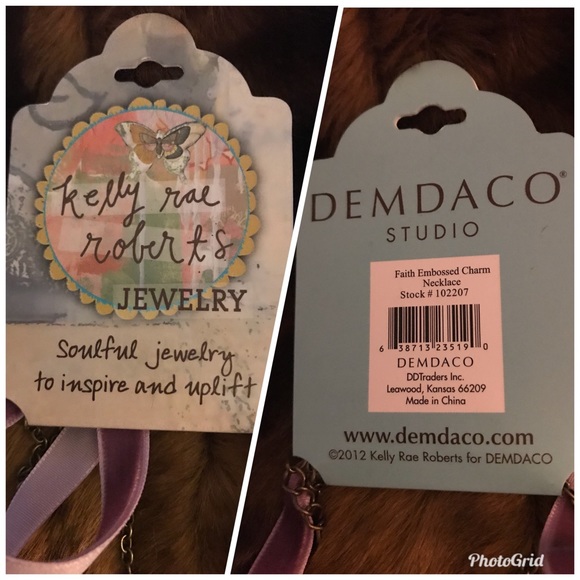 kelly rae
roberts
JEWELRY
Soulful jewelry
to inspire and uplift
DEMDACO®
STUDIO
Faith Embossed Charm
Necklace
Stock # 102207
6 38713 23519 0
DEMDACO
DDTraders Inc.
Leawood, Kansas 66209
Made in China
www.demdaco.com
©2012 Kelly Rae Roberts for DEMDACO
PhotoGrid